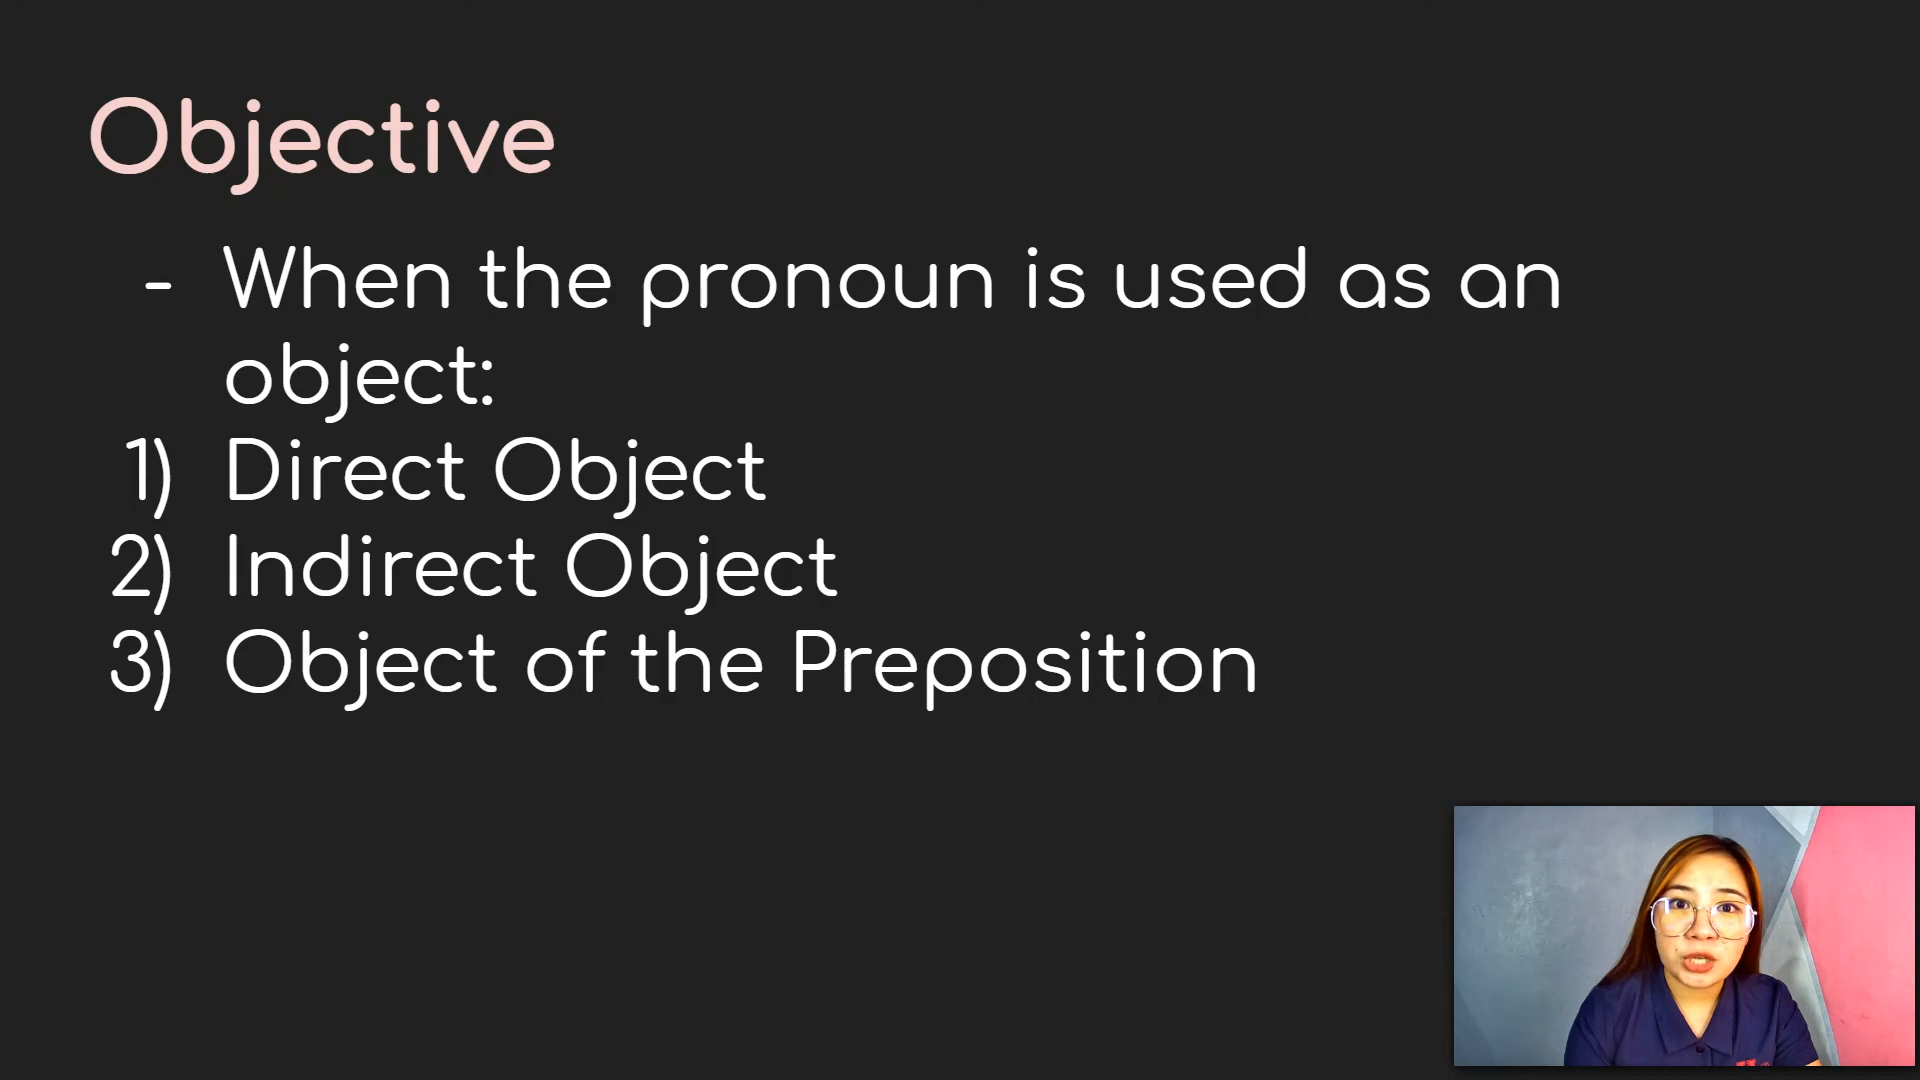 Objective
- When the pronoun is used as an
object:
1) Direct Object
2) Indirect Object
3) Object of the Preposition